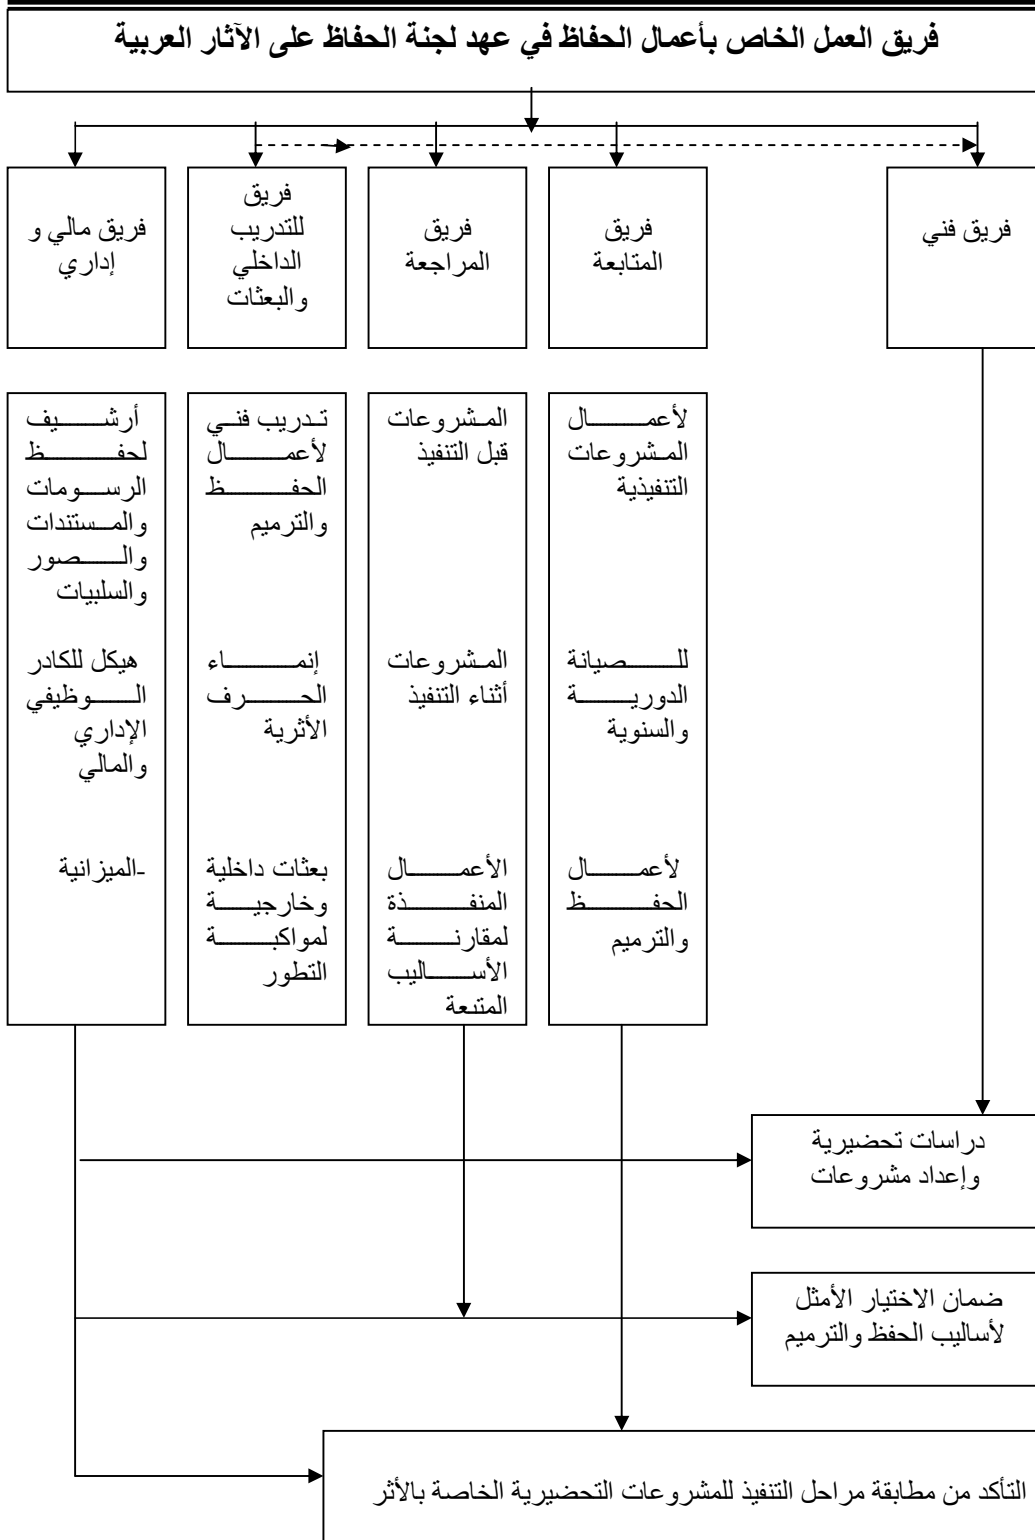 فريق العمل الخاص بأعمال الحفاظ في عهد لجنة الحفاظ على الآثار العربية
فريق فني
فريق
المتابعة
فريق
المراجعة
فريق
للتدريب
الداخلي
والبعثات
فريق مالي و
إداري
لأعمال
المشروعات
التنفيذية
للصيانة
الدورية
والسنوية
لأعمال
الحفظ
والترميم
المشروعات
قبل التنفيذ
المشروعات
أثناء التنفيذ
الأعمال
المنفذة
لمقارنة
الأساليب
المتبعة
تدريب فني
لأعمال
الحفظ
والترميم
إنماء
الحرف
الأثرية
بعثات داخلية
وخارجية
لمواكبة
التطور
أرشيف
لحفظ
الرسومات
والمستندات
والصور
والسلبيات
هيكل للكادر
الوظيفي
الإداري
والمالي
-الميزانية
دراسات تحضيرية
وإعداد مشروعات
ضمان الاختيار الأمثل
لأساليب الحفظ والترميم
التأكد من مطابقة مراحل التنفيذ للمشروعات التحضيرية الخاصة بالأثر